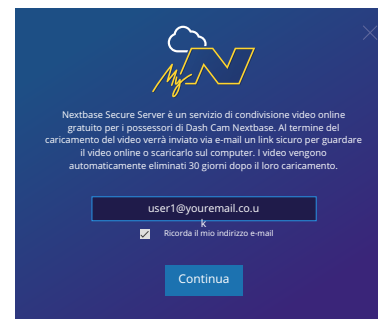 My N
Nextbase Secure Server è un servizio di condivisione video online
gratuito per i possessori di Dash Cam Nextbase. Al termine del
caricamento del video verrà inviato via e-mail un link sicuro per guardare
il video online o scaricarlo sul computer. I video vengono
automaticamente eliminati 30 giorni dopo il loro caricamento.
user1@youremail.co.u
k
Ricorda il mio indirizzo e-mail
Continua